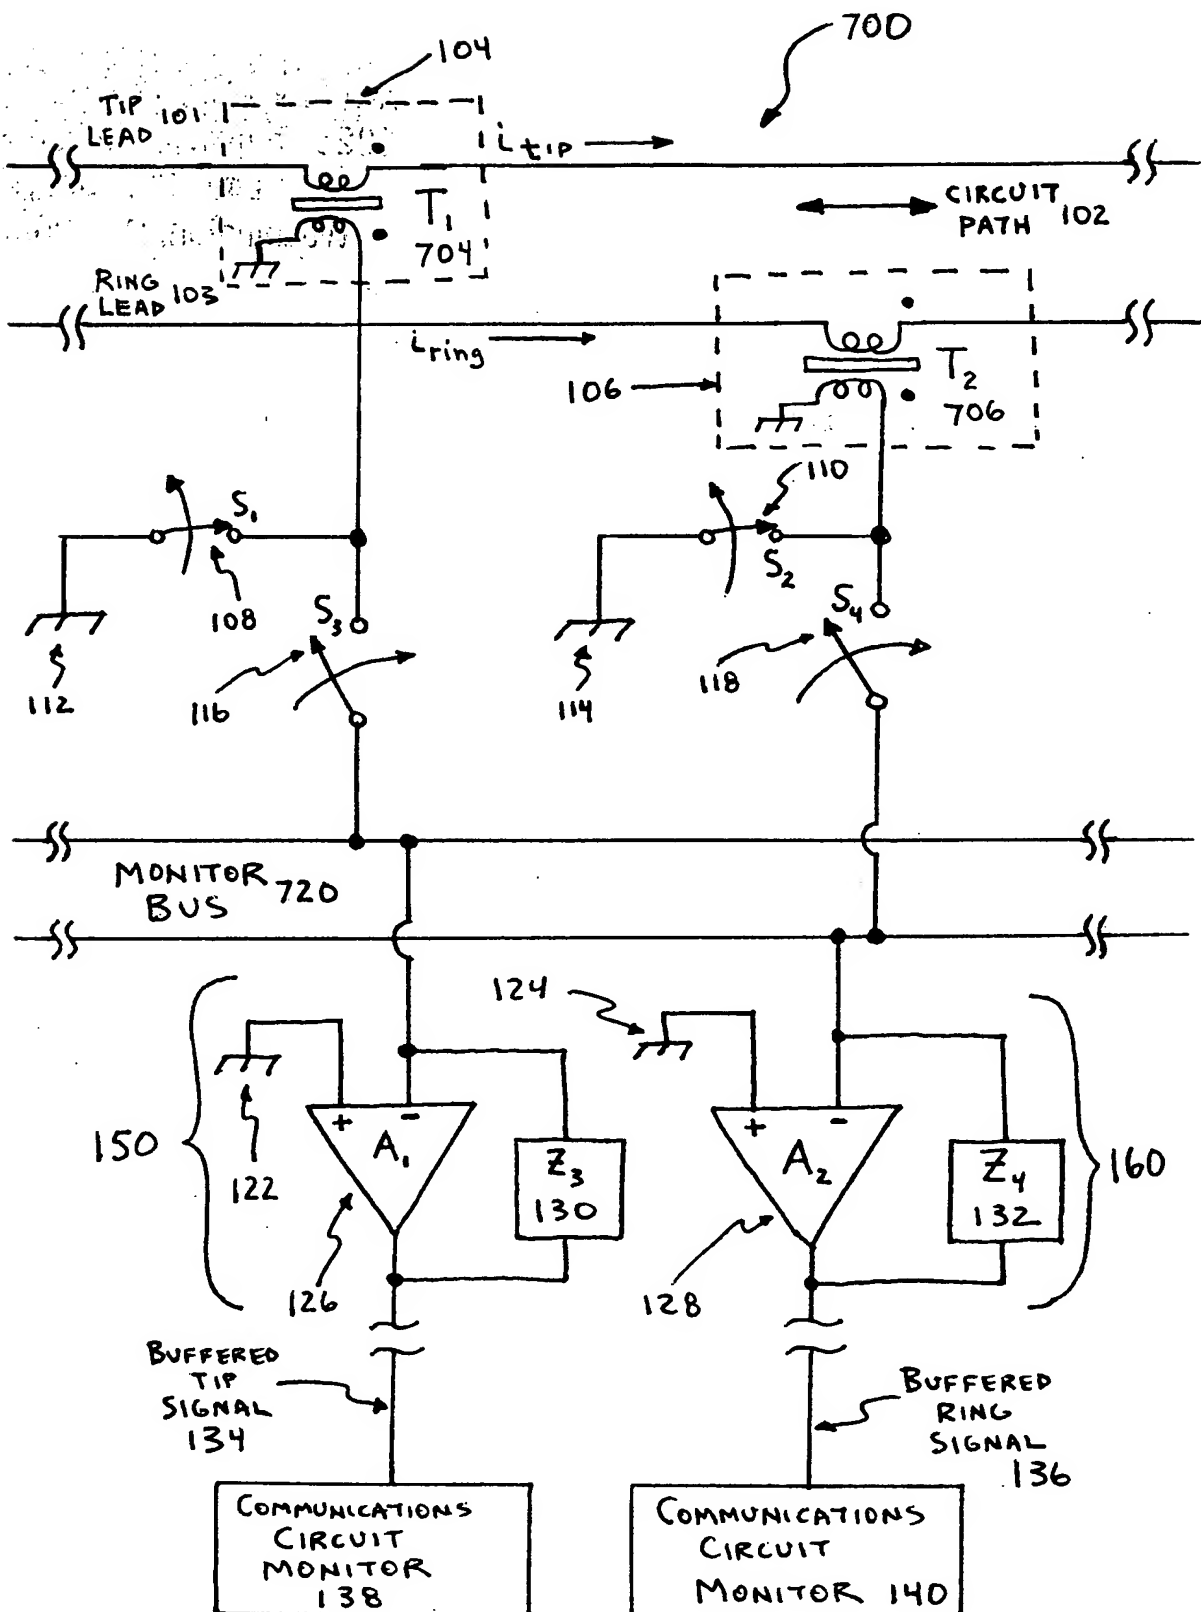 700
104
TIP
LEAD 101
i tip
CIRCUIT
PATH 102
T1
704
RING
LEAD 103
i ring
T2
706
106
110
S1
S2
108
S3
S4
112
116
114
118
MONITOR
BUS 720
124
150
122
+ -
A1
Z3
130
+ -
A2
Z4
132
160
126
128
BUFFERED
TIP
SIGNAL
134
BUFFERED
RING
SIGNAL
136
COMMUNICATIONS
CIRCUIT
MONITOR
138
COMMUNICATIONS
CIRCUIT
MONITOR 140